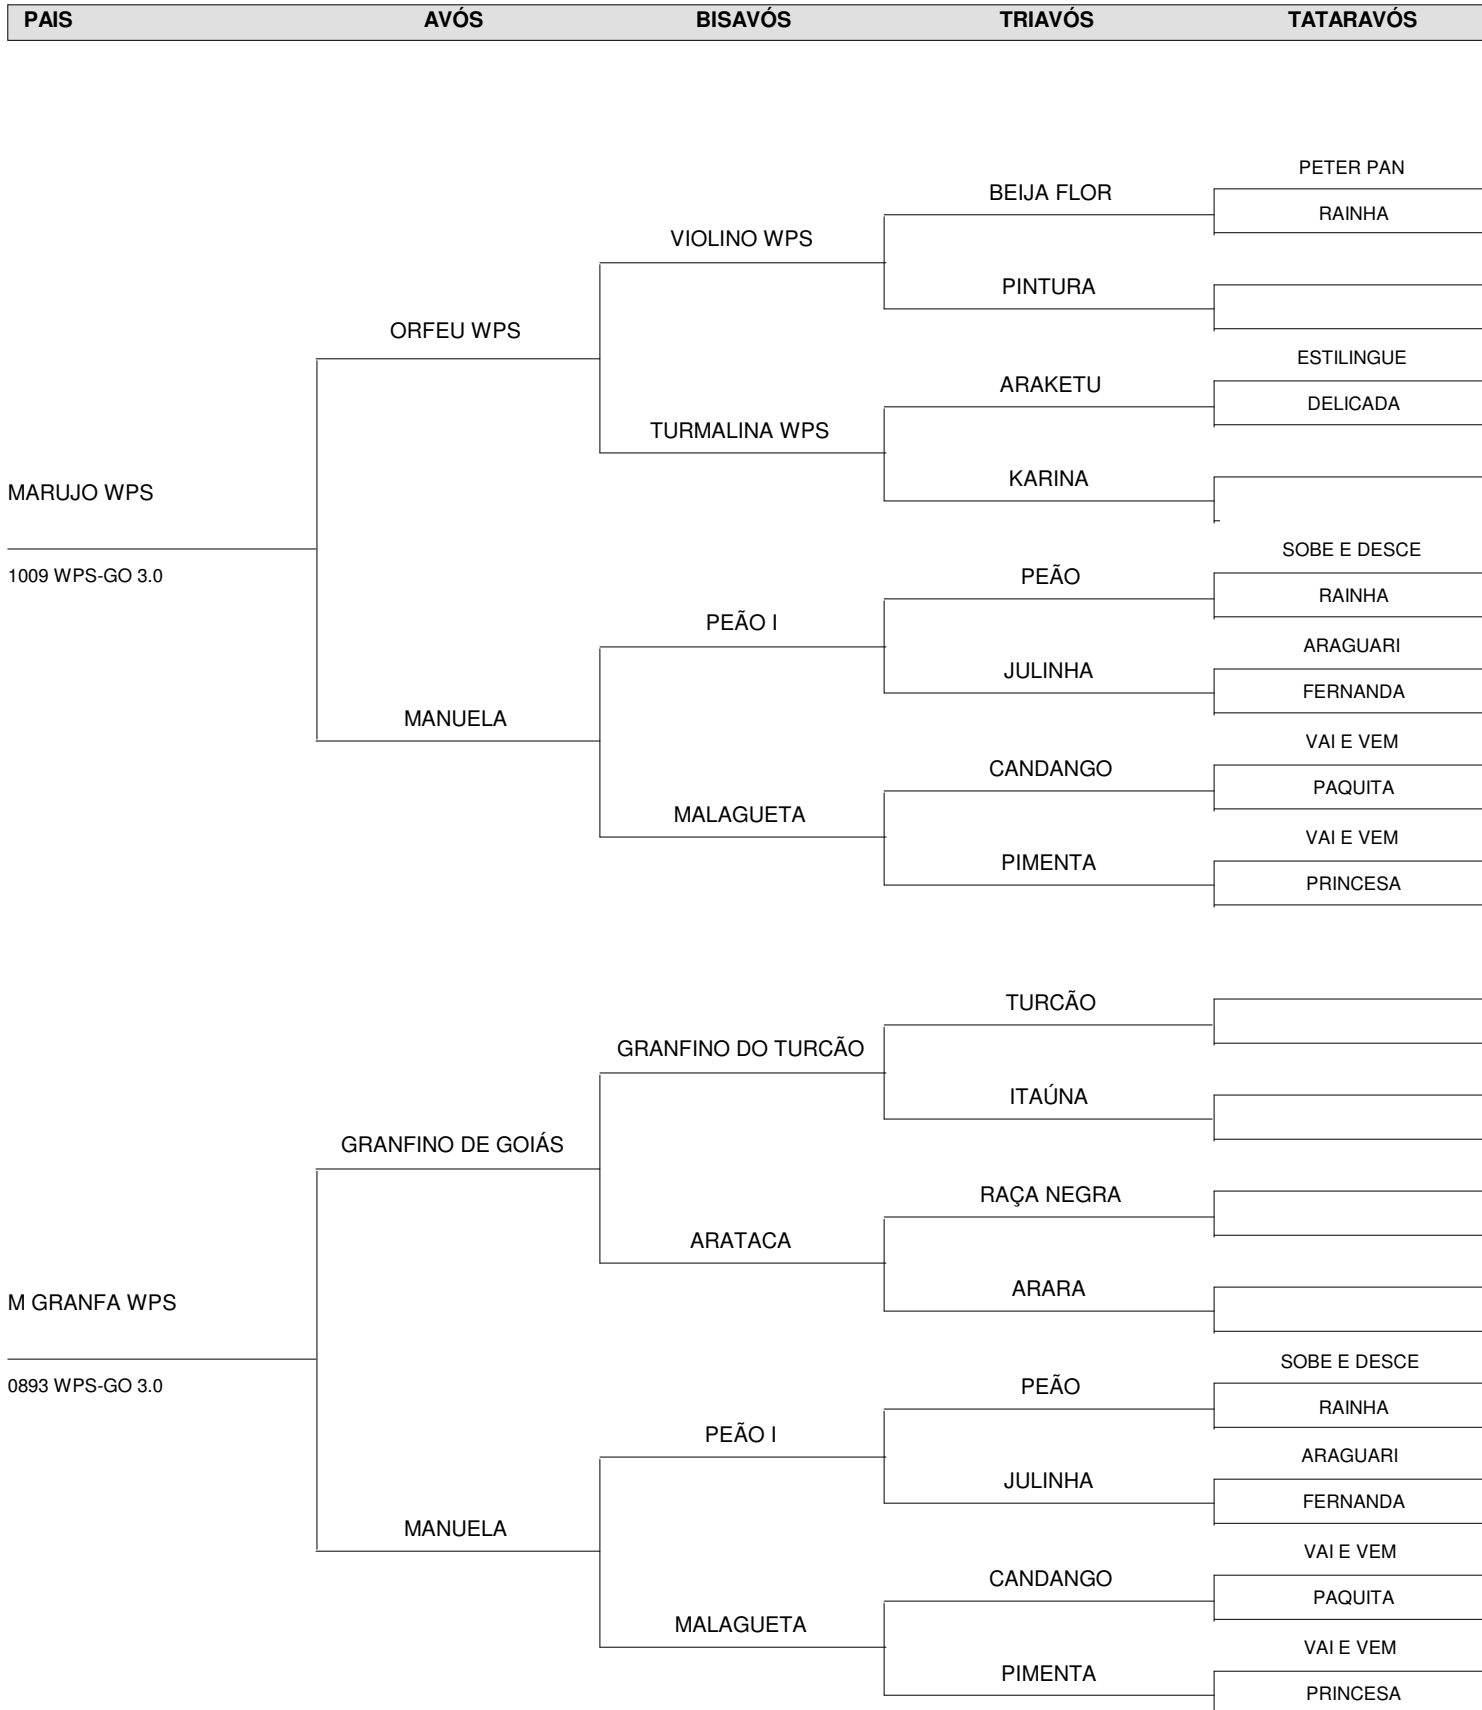 PAIS AVÓS BISAVÓS TRIAVÓS TATARAVÓS
PETER PAN
BEIJA FLOR
RAINHA
VIOLINO WPS
PINTURA
ORFEU WPS
ESTILINGUE
ARAKETU
DELICADA
TURMALINA WPS
KARINA
MARUJO WPS
SOBE E DESCE
1009 WPS-GO 3.0
PEÃO
RAINHA
PEÃO I
ARAGUARI
JULINHA
FERNANDA
MANUELA
VAI E VEM
CANDANGO
PAQUITA
MALAGUETA
VAI E VEM
PIMENTA
PRINCESA
TURCÃO
GRANFINO DO TURCÃO
ITAÚNA
GRANFINO DE GOIÁS
RAÇA NEGRA
ARATACA
ARARA
M GRANFA WPS
SOBE E DESCE
0893 WPS-GO 3.0
PEÃO
RAINHA
PEÃO I
ARAGUARI
JULINHA
FERNANDA
MANUELA
VAI E VEM
CANDANGO
PAQUITA
MALAGUETA
VAI E VEM
PIMENTA
PRINCESA